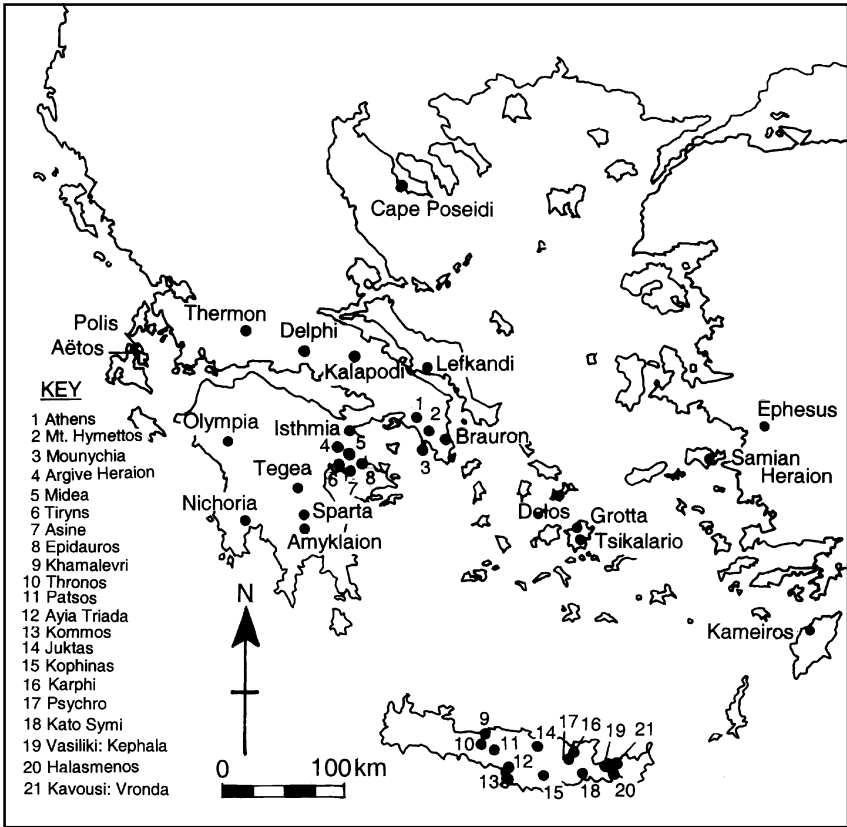 Cape Poseidi
Polis
Thermon
Delphi
Aëtos
Kalapodi
Lefkandi
KEY
1 Athens
2 Mt. Hymettos
3 Mounychia
4 Argive Heraion
5 Midea
6 Tiryns
7 Asine
8 Epidauros
9 Khamalevri
10 Thronos
11 Patsos
12 Ayia Triada
13 Kommos
14 Juktas
15 Kophinas
16 Karphi
17 Psychro
18 Kato Symi
19 Vasiliki: Kephala
20 Halasmenos
21 Kavousi: Vronda
Olympia
Isthmia
1
2
Brauron
3
4
5
6
7
8
Ephesus
Samian
Heraion
Tegea
Nichoria
Sparta
Amyklaion
Delos
Grotta
Tsikalario
Kameiros
N
0
100km
9
10
11
12
13
14
15
17
16
18
19
21
20